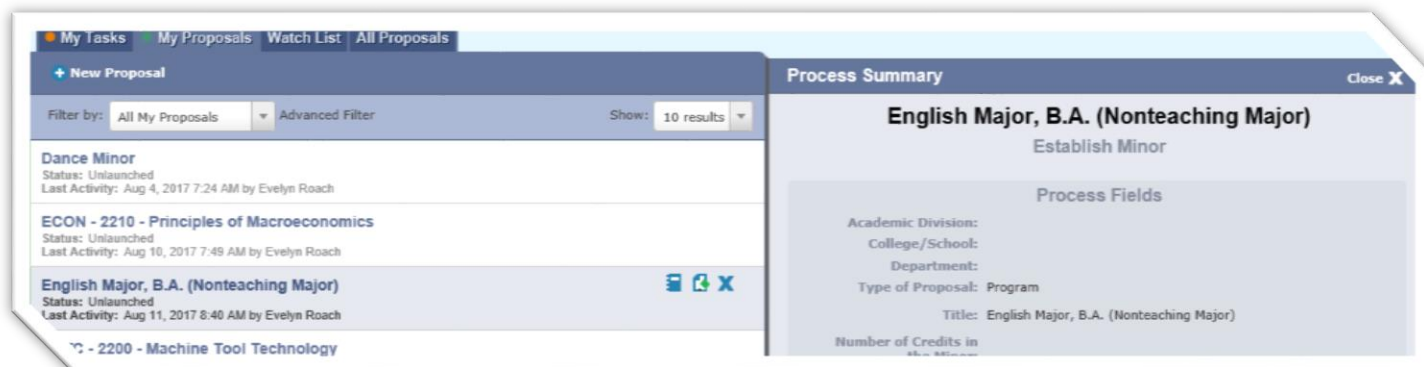 My Tasks My Proposals Watch List All Proposals
+ New Proposal
Filter by: All My Proposals Advanced Filter Show: 10 results
Dance Minor
Status: Unlaunched
Last Activity: Aug 4, 2017 7:24 AM by Evelyn Roach
ECON - 2210 - Principles of Macroeconomics
Status: Unlaunched
Last Activity: Aug 10, 2017 7:49 AM by Evelyn Roach
English Major, B.A. (Nonteaching Major)
Status: Unlaunched
Last Activity: Aug 11, 2017 8:40 AM by Evelyn Roach
- 2200 - Machine Tool Technology
Process Summary Close X
English Major, B.A. (Nonteaching Major)
Establish Minor
Process Fields
Academic Division:
College/School:
Department:
Type of Proposal: Program
Title: English Major, B.A. (Nonteaching Major)
Number of Credits in
the Minor: